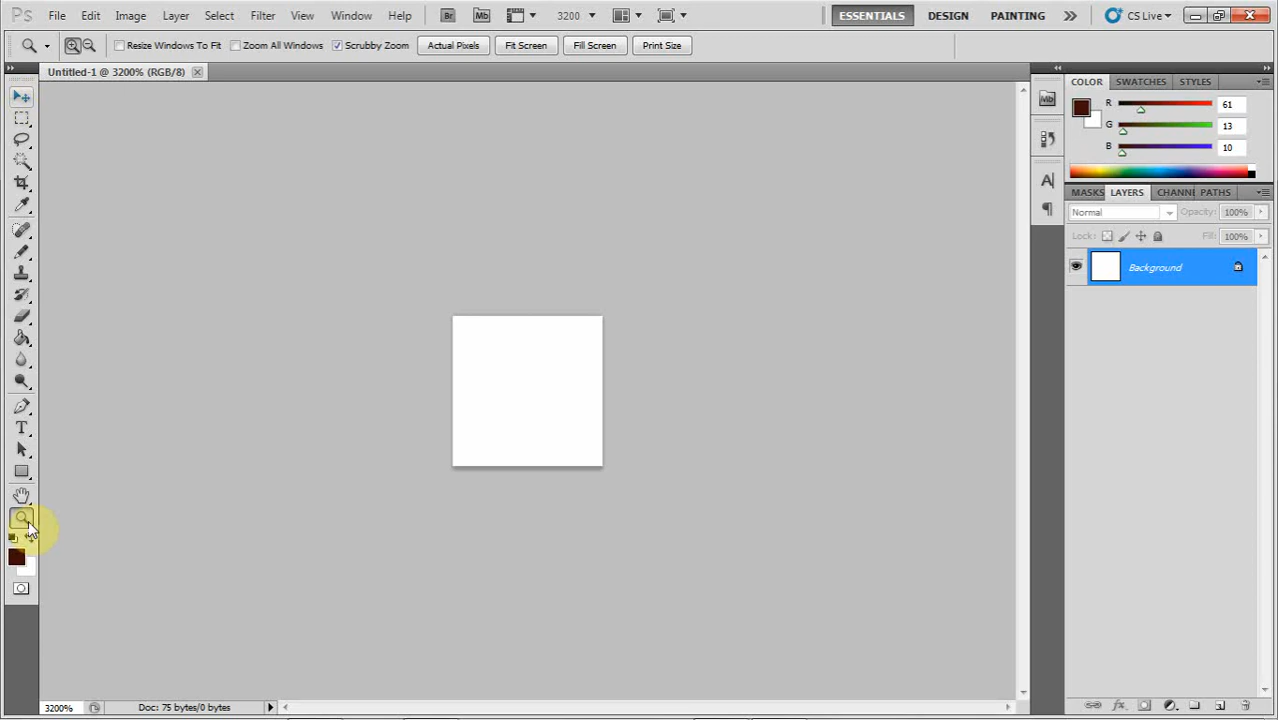 Ps File Edit Image Layer Select Filter View Window Help Br Mb 3200 ESSENTIALS DESIGN PAINTING CS Live
Resize Windows To Fit Zoom All Windows Scrubby Zoom Actual Pixels Fit Screen Fill Screen Print Size
Untitled-1 @ 3200% (RGB/8)
COLOR SWATCHES STYLES
Mb
R 61
G 13
B 10
A
MASKS LAYERS CHANNE PATHS
Normal Opacity: 100%
Lock: Fill: 100%
Background
T
fx
3200% Doc: 75 bytes/0 bytes